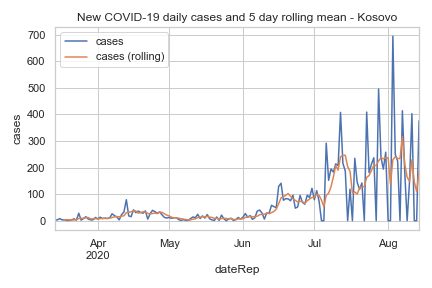 New COVID-19 daily cases and 5 day rolling mean - Kosovo
cases
cases (rolling)
700
600
500
400
300
200
100
0
cases
Apr
2020
May
Jun
Jul
Aug
dateRep